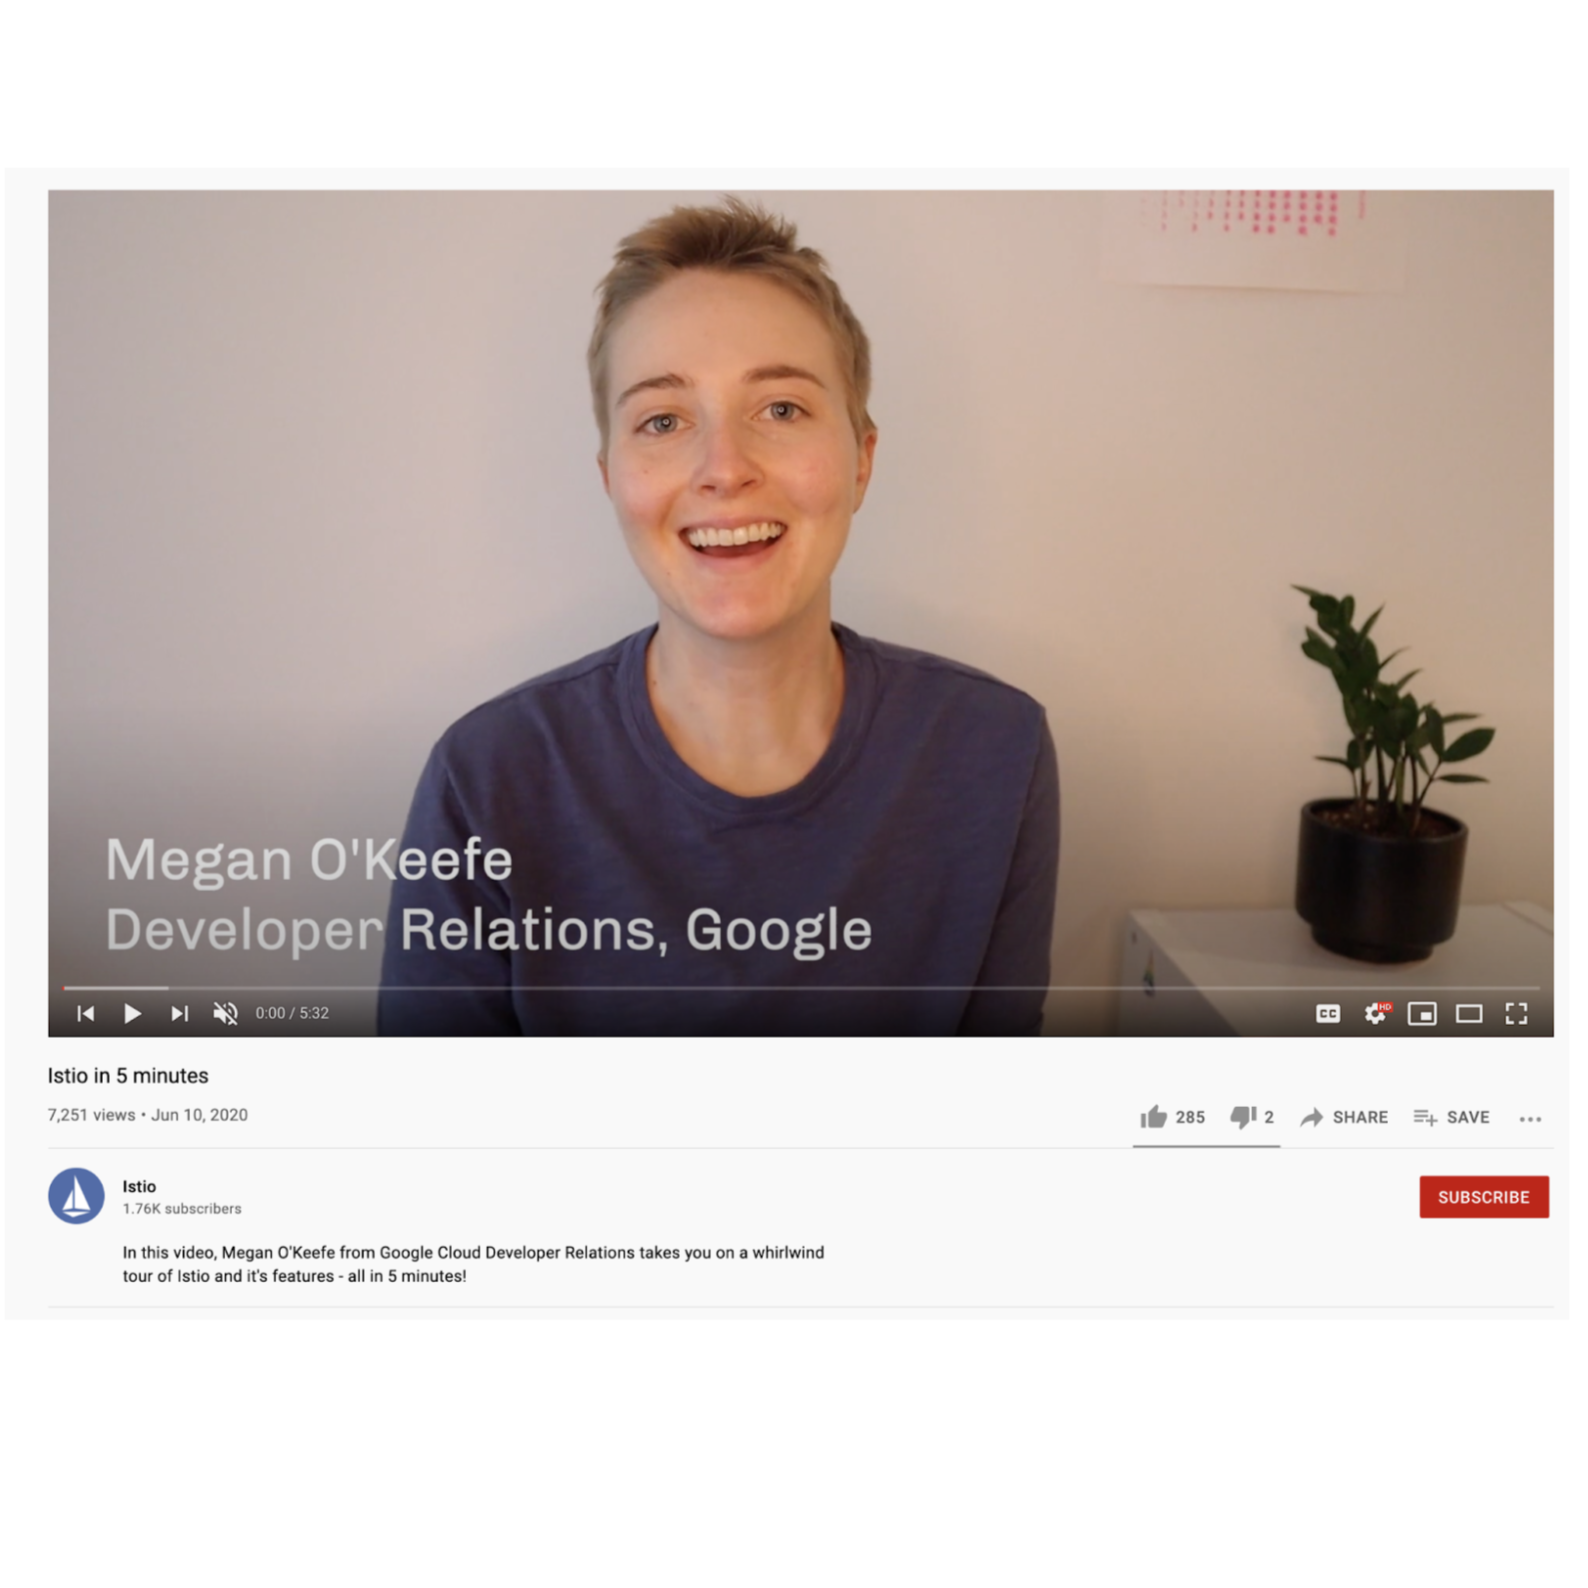 Megan O'Keefe
Developer Relations, Google
0:00 / 5:32
CC
HD
Istio in 5 minutes
7,251 views • Jun 10, 2020
285
2
SHARE
SAVE
Istio
1.76K subscribers
SUBSCRIBE
In this video, Megan O'Keefe from Google Cloud Developer Relations takes you on a whirlwind
tour of Istio and it's features - all in 5 minutes!